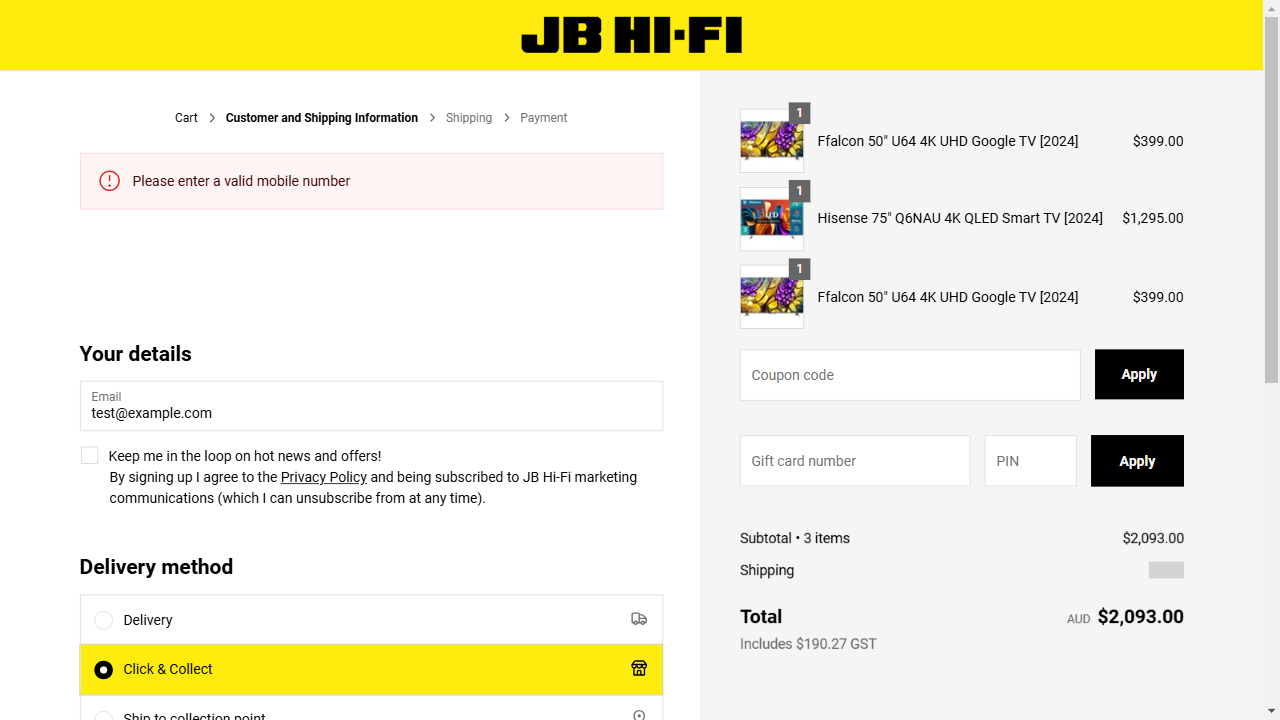 JB HI-FI
Cart
Customer and Shipping Information
Shipping
Payment
Please enter a valid mobile number
Your details
Email
test@example.com
Keep me in the loop on hot news and offers!
By signing up I agree to the Privacy Policy and being subscribed to JB Hi-Fi marketing
communications (which I can unsubscribe from at any time).
Delivery method
Delivery
Click & Collect
Ship to collection point
1
Ffalcon 50" U64 4K UHD Google TV [2024] $399.00
1
Hisense 75" Q6NAU 4K QLED Smart TV [2024] $1,295.00
1
Ffalcon 50" U64 4K UHD Google TV [2024] $399.00
Coupon code
Apply
Gift card number
PIN
Apply
Subtotal • 3 items $2,093.00
Shipping
Total AUD $2,093.00
Includes $190.27 GST